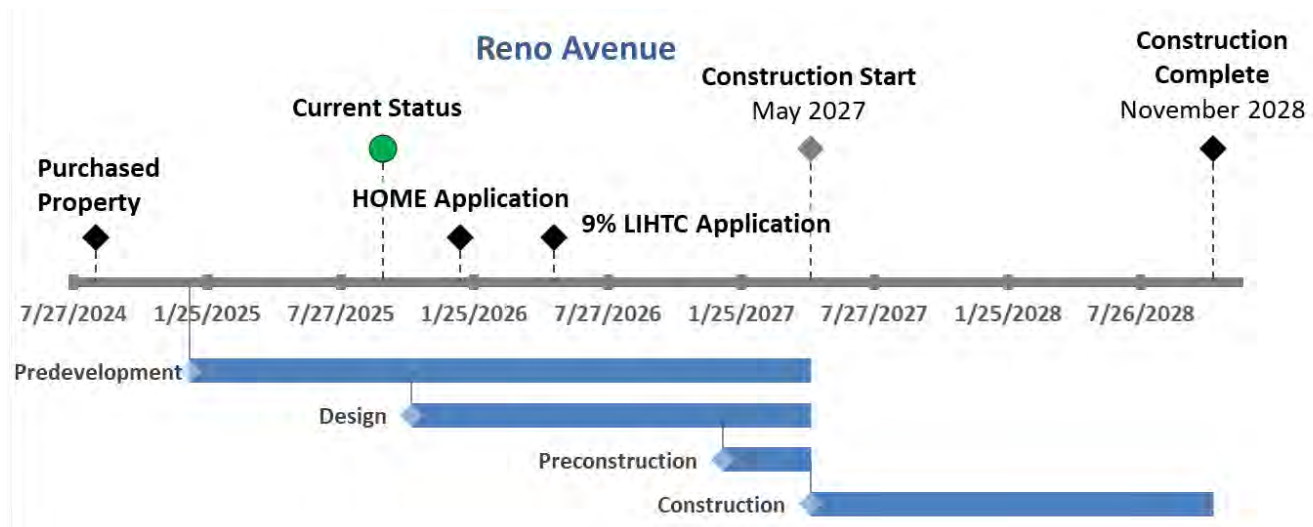 Reno Avenue
Construction
Complete
November 2028
Construction Start
May 2027
Current Status
Purchased
Property
HOME Application
9% LIHTC Application
7/27/2024 1/25/2025 7/27/2025 1/25/2026 7/27/2026 1/25/2027 7/27/2027 1/25/2028 7/26/2028
Predevelopment
Design
Preconstruction
Construction